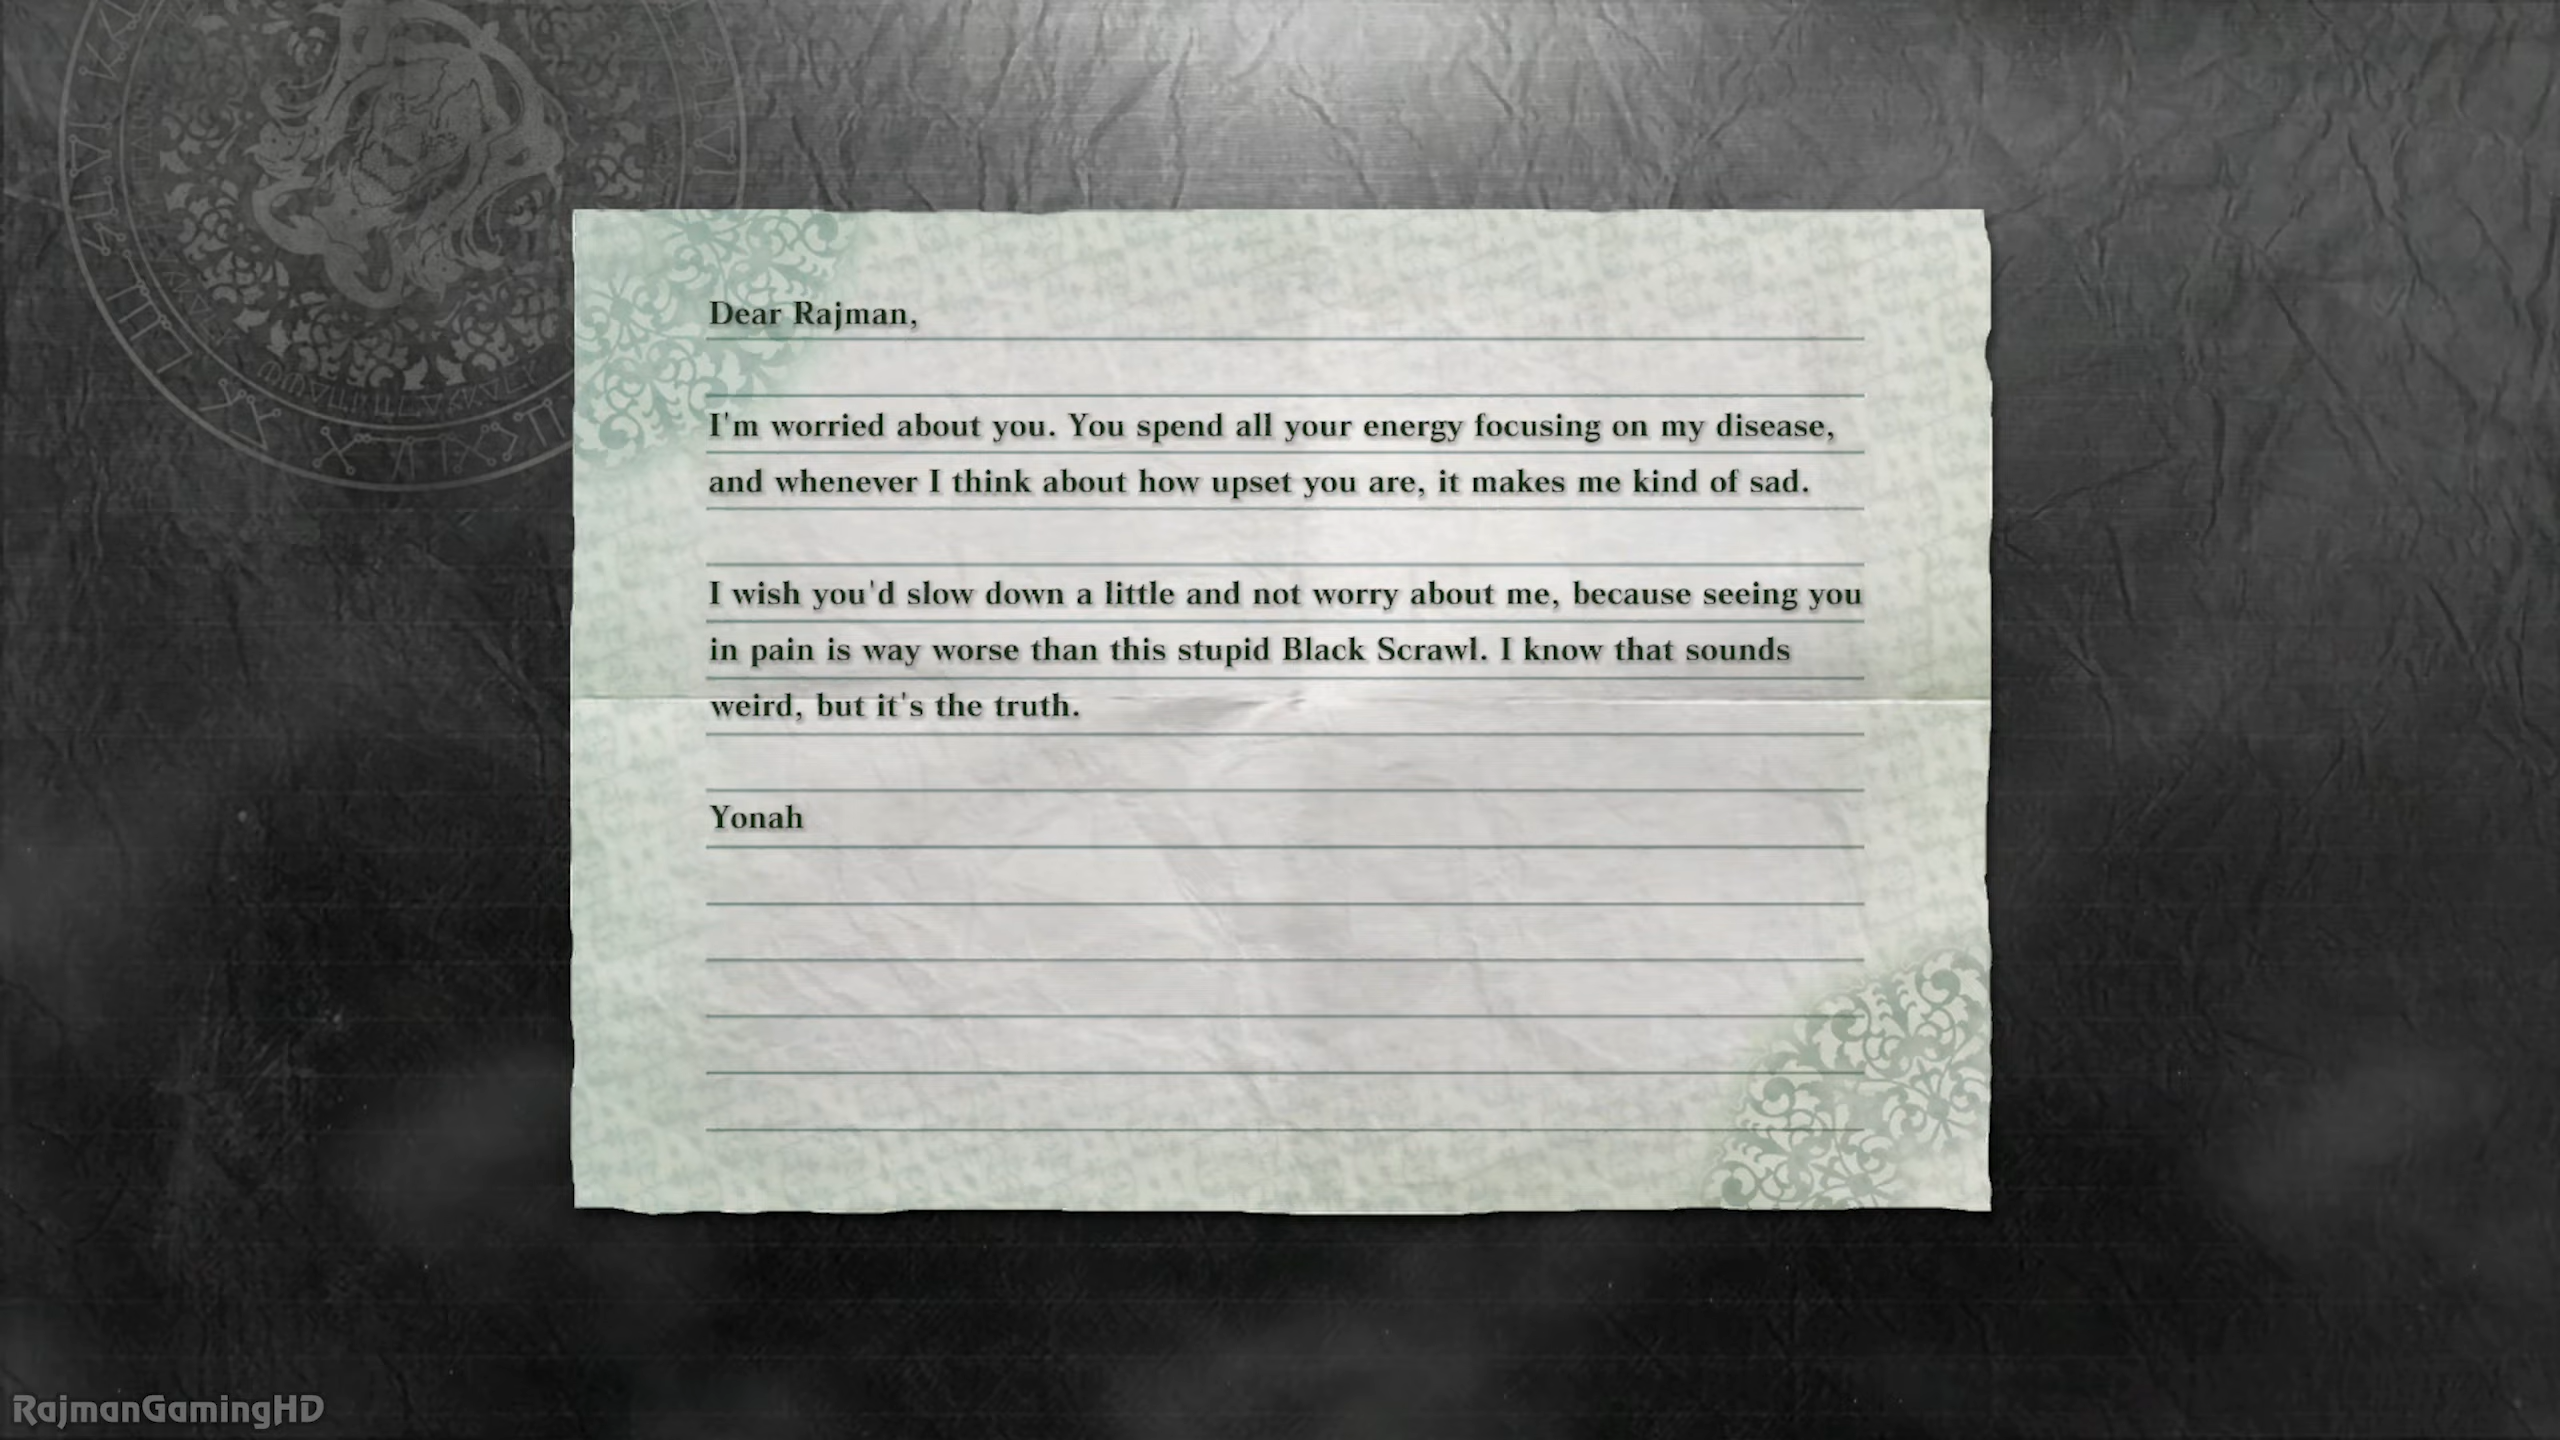 Dear Rajman,
I'm worried about you. You spend all your energy focusing on my disease,
and whenever I think about how upset you are, it makes me kind of sad.
I wish you'd slow down a little and not worry about me, because seeing you
in pain is way worse than this stupid Black Scrawl. I know that sounds
weird, but it's the truth.
Yonah
RajmanGamingHD